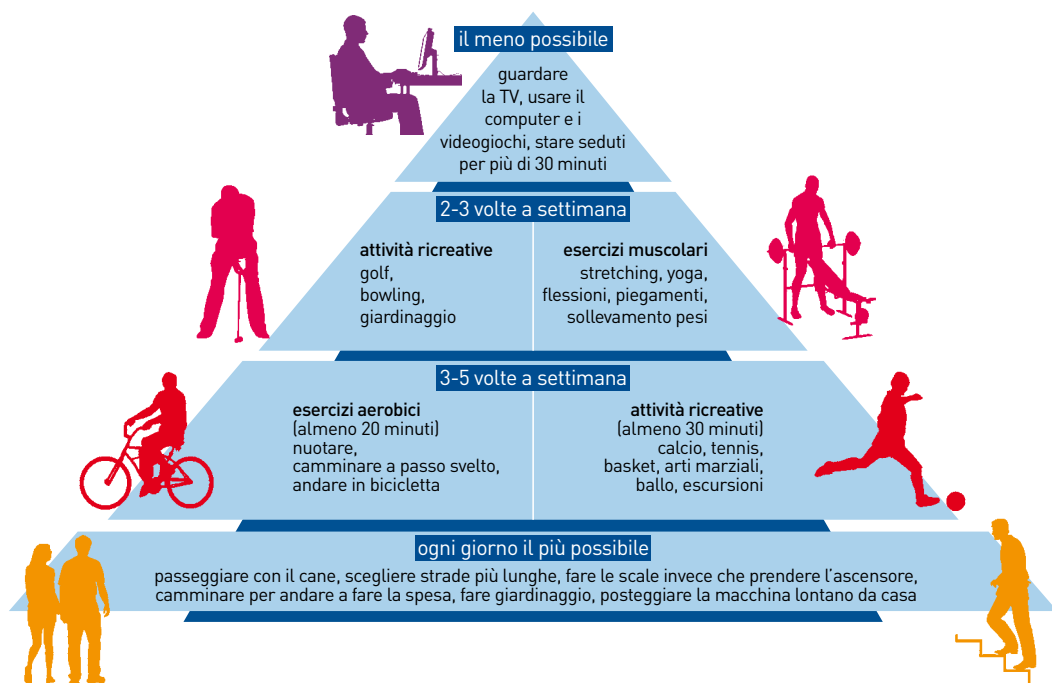 il meno possibile
guardare
la TV, usare il
computer e i
videogiochi, stare seduti
per più di 30 minuti
2-3 volte a settimana
attività ricreative
golf,
bowling,
giardinaggio
esercizi muscolari
stretching, yoga,
flessioni, piegamenti,
sollevamento pesi
3-5 volte a settimana
esercizi aerobici
(almeno 20 minuti)
nuotare,
camminare a passo svelto,
andare in bicicletta
attività ricreative
(almeno 30 minuti)
calcio, tennis,
basket, arti marziali,
ballo, escursioni
ogni giorno il più possibile
passeggiare con il cane, scegliere strade più lunghe, fare le scale invece che prendere l'ascensore,
camminare per andare a fare la spesa, fare giardinaggio, posteggiare la macchina lontano da casa